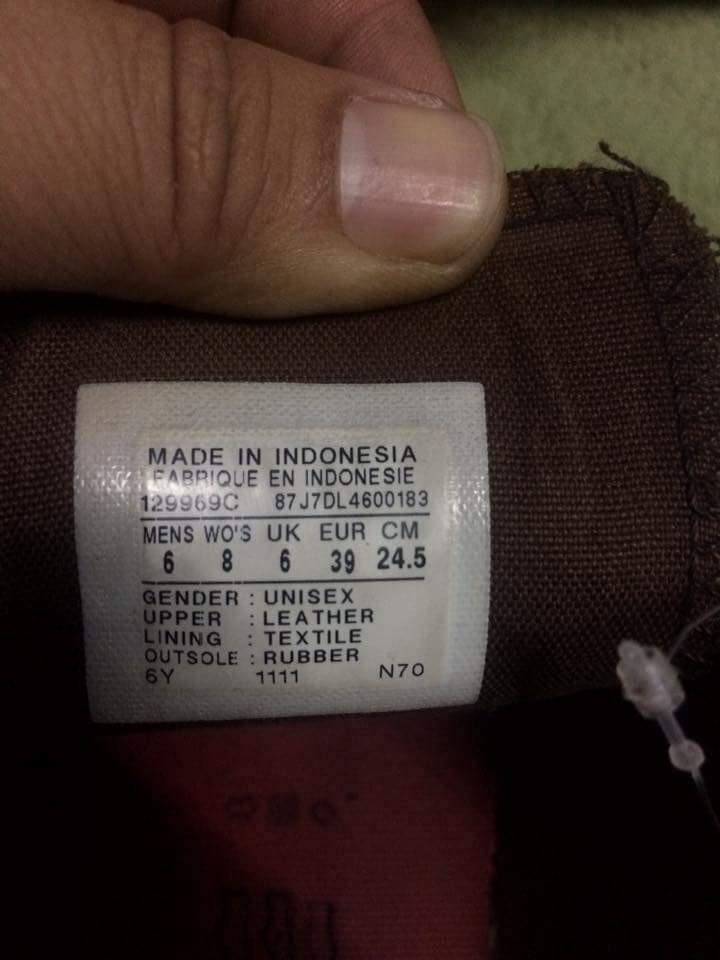 MADE IN INDONESIA
FABRIQUE EN INDONESIE
129969C 87J7DL4600183
MENS WO'S UK EUR CM
6 8 6 39 24.5
GENDER : UNISEX
UPPER : LEATHER
LINING : TEXTILE
OUTSOLE : RUBBER
6Y 1111 N70